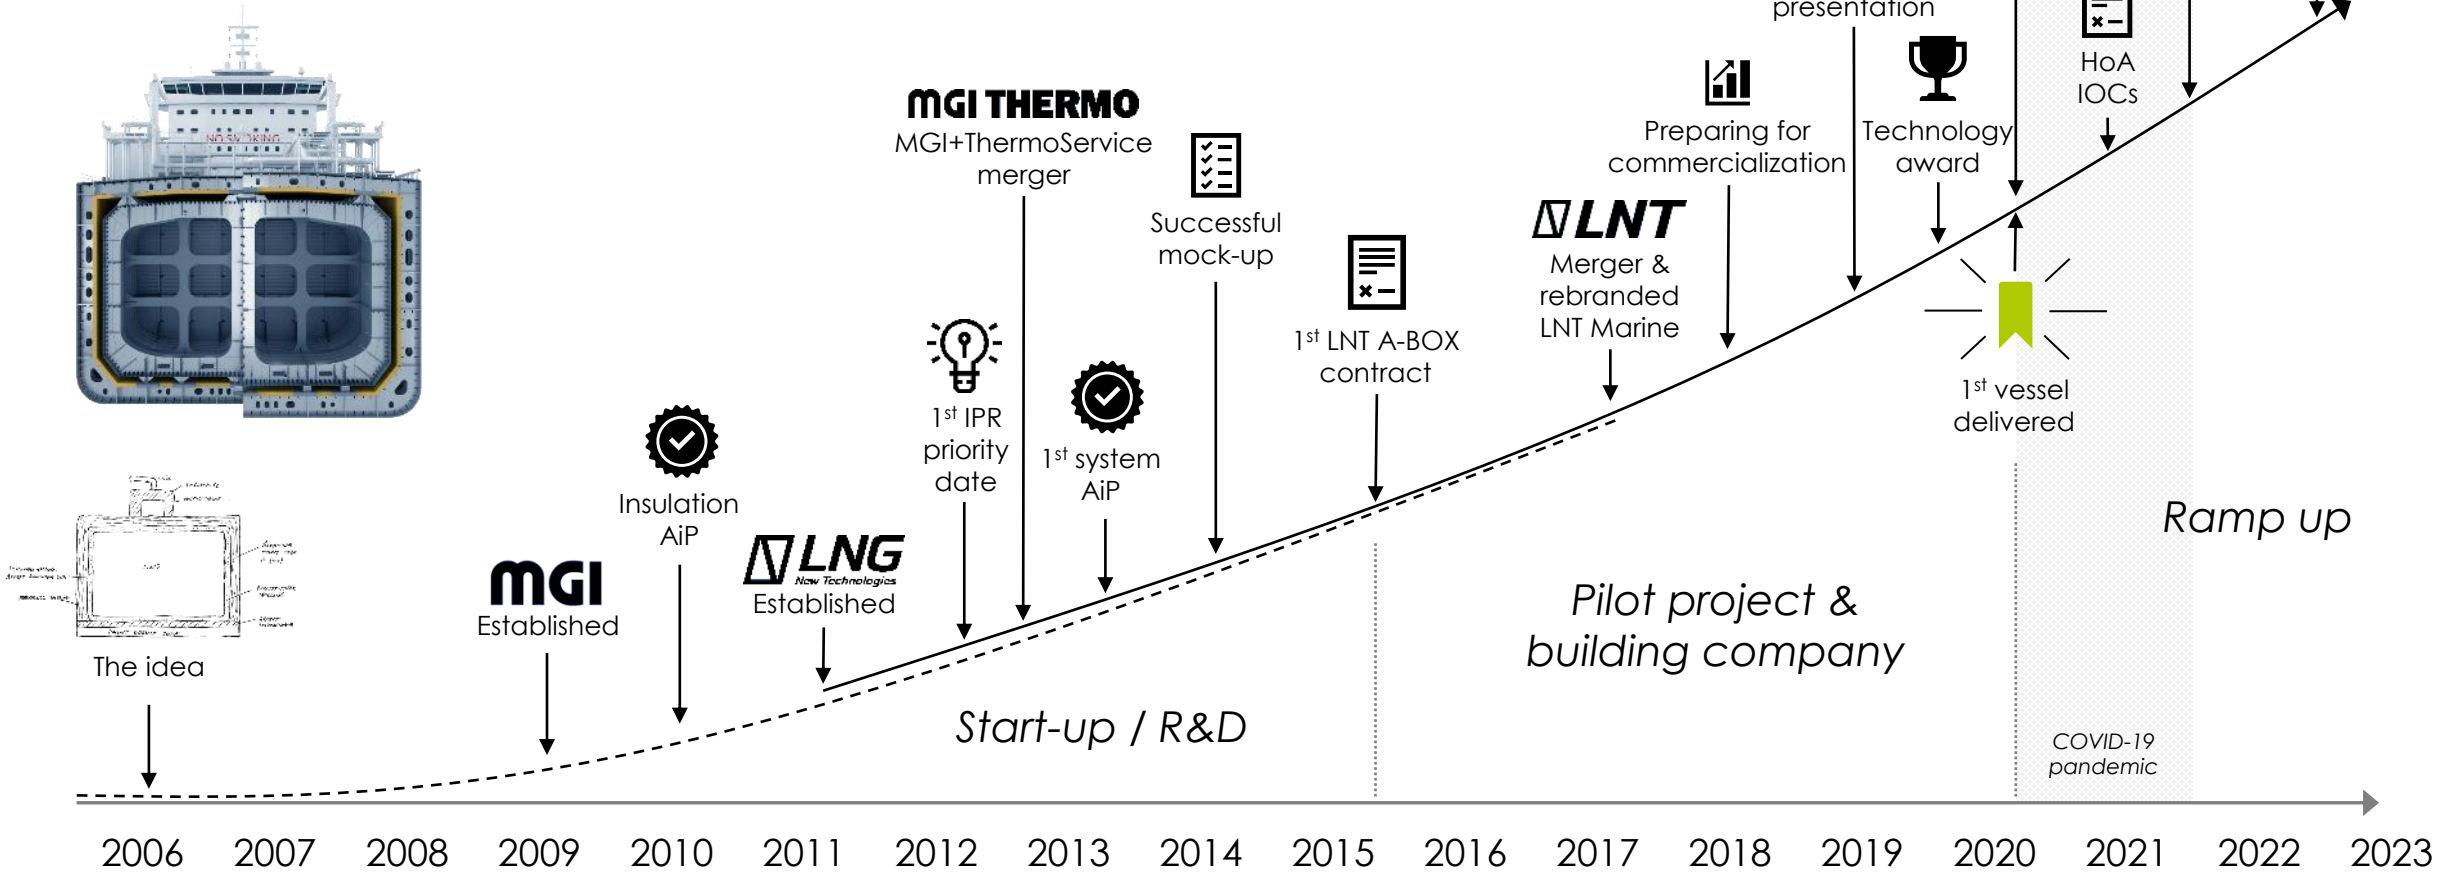 presentation
HoA
IOCs
Technology
award
Preparing for
commercialization
MGI THERMO
MGI+ThermoService
merger
NO SMOKING
Successful
mock-up
LNT
Merger &
rebranded
LNT Marine
1st LNT A-BOX
contract
1st vessel
delivered
1st IPR
priority
date
1st system
AiP
Insulation
AiP
LNG
New Technologies
Established
MGI
Established
The idea
Ramp up
Pilot project &
building company
Start-up / R&D
COVID-19
pandemic
2006 2007 2008 2009 2010 2011 2012 2013 2014 2015 2016 2017 2018 2019 2020 2021 2022 2023